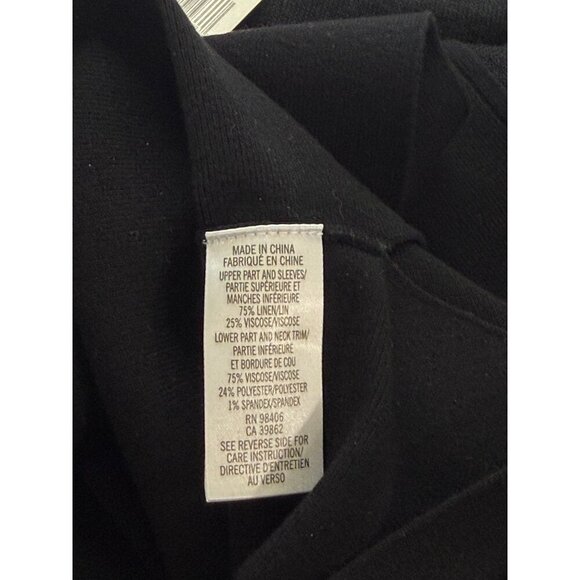 MADE IN CHINA
FABRIQUÉ EN CHINE
UPPER PART AND SLEEVES/
PARTIE SUPÉRIEURE ET
MANCHES INFÉRIEURE
75% LINEN/LIN
25% VISCOSE/VISCOSE
LOWER PART AND NECK TRIM/
PARTIE INFÉRIEURE
ET BORDURE DE COU
75% VISCOSE/VISCOSE
24% POLYESTER/POLYESTER
1% SPANDEX/SPANDEX
RN 98406
CA 39862
SEE REVERSE SIDE FOR
CARE INSTRUCTION/
DIRECTIVE D'ENTRETIEN
AU VERSO